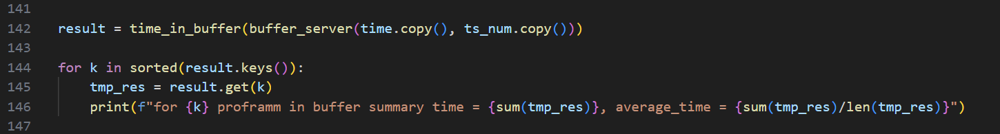 141
142 result = time_in_buffer(buffer_server(time.copy(), ts_num.copy()))
143
144 for k in sorted(result.keys()):
145     tmp_res = result.get(k)
146     print(f"for {k} proframm in buffer summary time = {sum(tmp_res)}, average_time = {sum(tmp_res)/len(tmp_res)}")
147